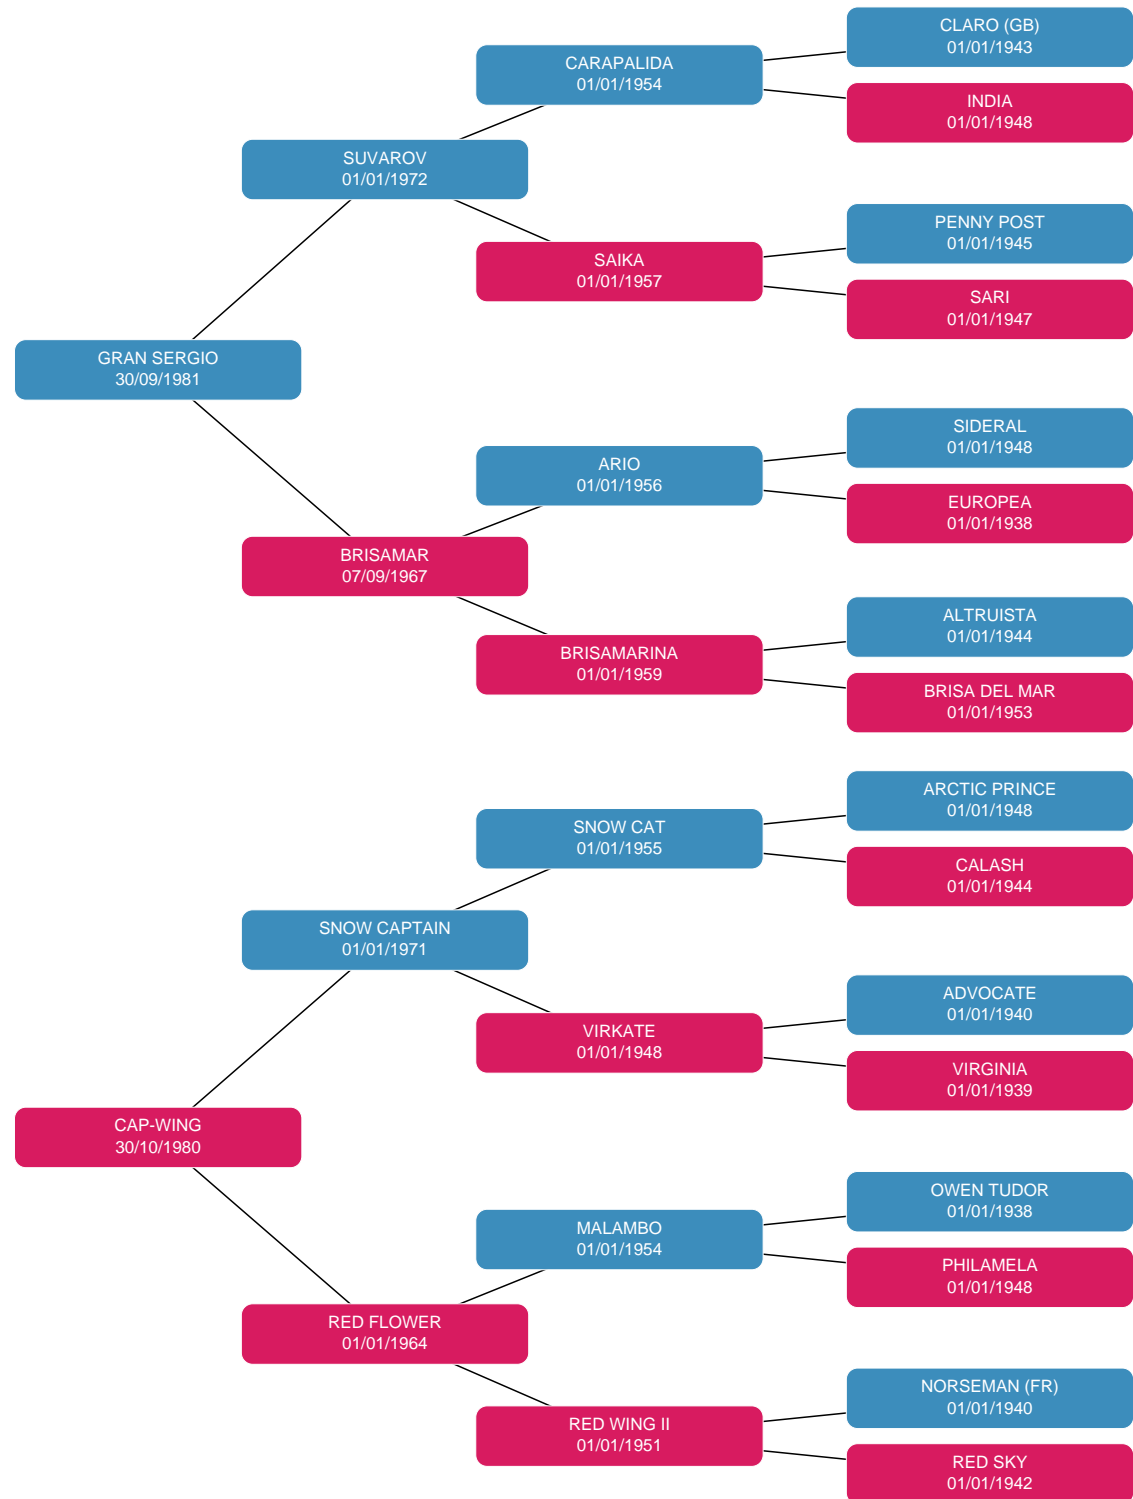 CLARO (GB)
01/01/1943
CARAPALIDA
01/01/1954
INDIA
01/01/1948
SUVAROV
01/01/1972
PENNY POST
01/01/1945
SAIKA
01/01/1957
SARI
01/01/1947
GRAN SERGIO
30/09/1981
SIDERAL
01/01/1948
ARIO
01/01/1956
EUROPEA
01/01/1938
BRISAMAR
07/09/1967
ALTRUISTA
01/01/1944
BRISAMARINA
01/01/1959
BRISA DEL MAR
01/01/1953
ARCTIC PRINCE
01/01/1948
SNOW CAT
01/01/1955
CALASH
01/01/1944
SNOW CAPTAIN
01/01/1971
ADVOCATE
01/01/1940
VIRKATE
01/01/1948
VIRGINIA
01/01/1939
CAP-WING
30/10/1980
OWEN TUDOR
01/01/1938
MALAMBO
01/01/1954
PHILAMELA
01/01/1948
RED FLOWER
01/01/1964
NORSEMAN (FR)
01/01/1940
RED WING II
01/01/1951
RED SKY
01/01/1942